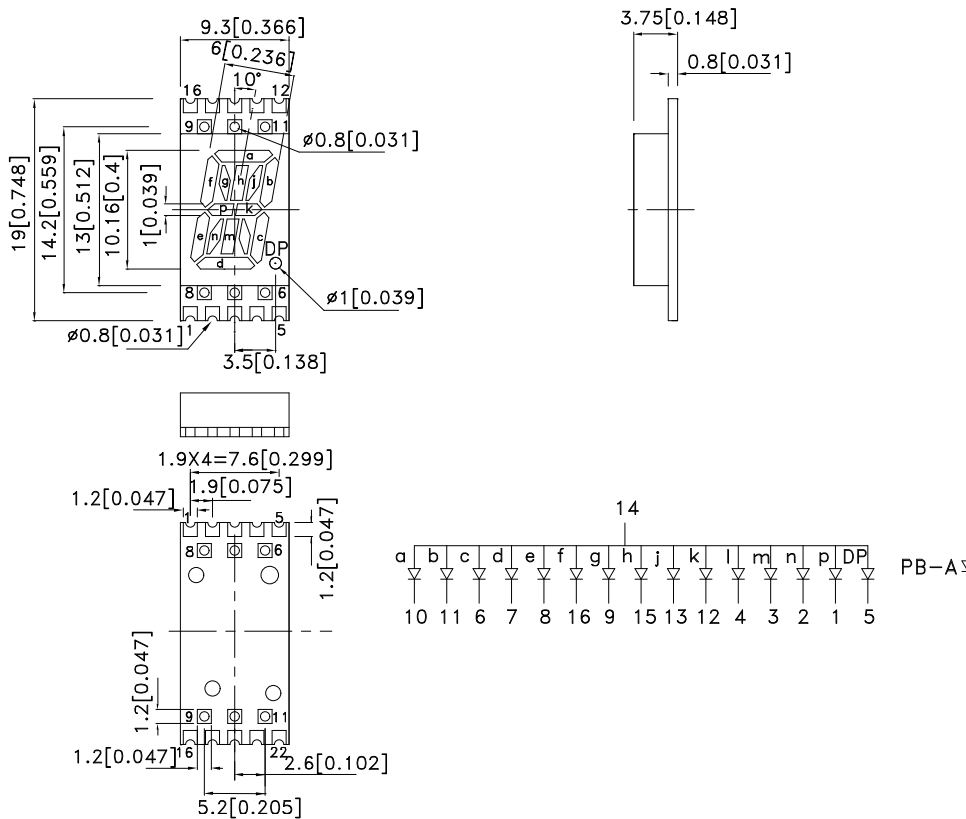 9.3[0.366]
6[0.236]
10°
16 12
9 11
ø0.8[0.031]
a
f g h j b
p k
e n m c
d
DP
19[0.748]
14.2[0.559]
13[0.512]
10.16[0.4]
1[0.039]
8 6
1 5
ø1[0.039]
ø0.8[0.031]
3.5[0.138]
3.75[0.148]
0.8[0.031]
1.9X4=7.6[0.299]
1.9[0.075]
1.2[0.047]
1 5
8 6
1.2[0.047]
1.2[0.047]
9 11
16 22
1.2[0.047]
2.6[0.102]
5.2[0.205]
14
a b c d e f g h j k l m n p DP
10 11 6 7 8 16 9 15 13 12 4 3 2 1 5